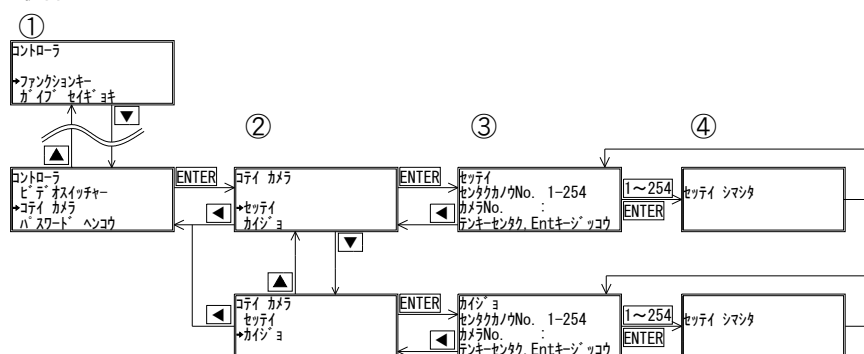 ①
コントローラ
➔ファンクションキー
ガイブ セイギョキ
▼
▲
② ③ ④
コントローラ
ビデオスイッチャー
➔コテイ カメラ
パスワード ヘンコウ
ENTER
◀
コテイ カメラ
➔セッテイ
カイジョ
ENTER
◀
セッテイ
センタクカノウNo. 1-254
カメラNo. :
テンキーセンタク,Entキージッコウ
1~254
ENTER
セッテイ シマシタ
▼
▲
◀
コテイ カメラ
セッテイ
➔カイジョ
ENTER
◀
カイジョ
センタクカノウNo. 1-254
カメラNo. :
テンキーセンタク,Entキージッコウ
1~254
ENTER
セッテイ シマシタ